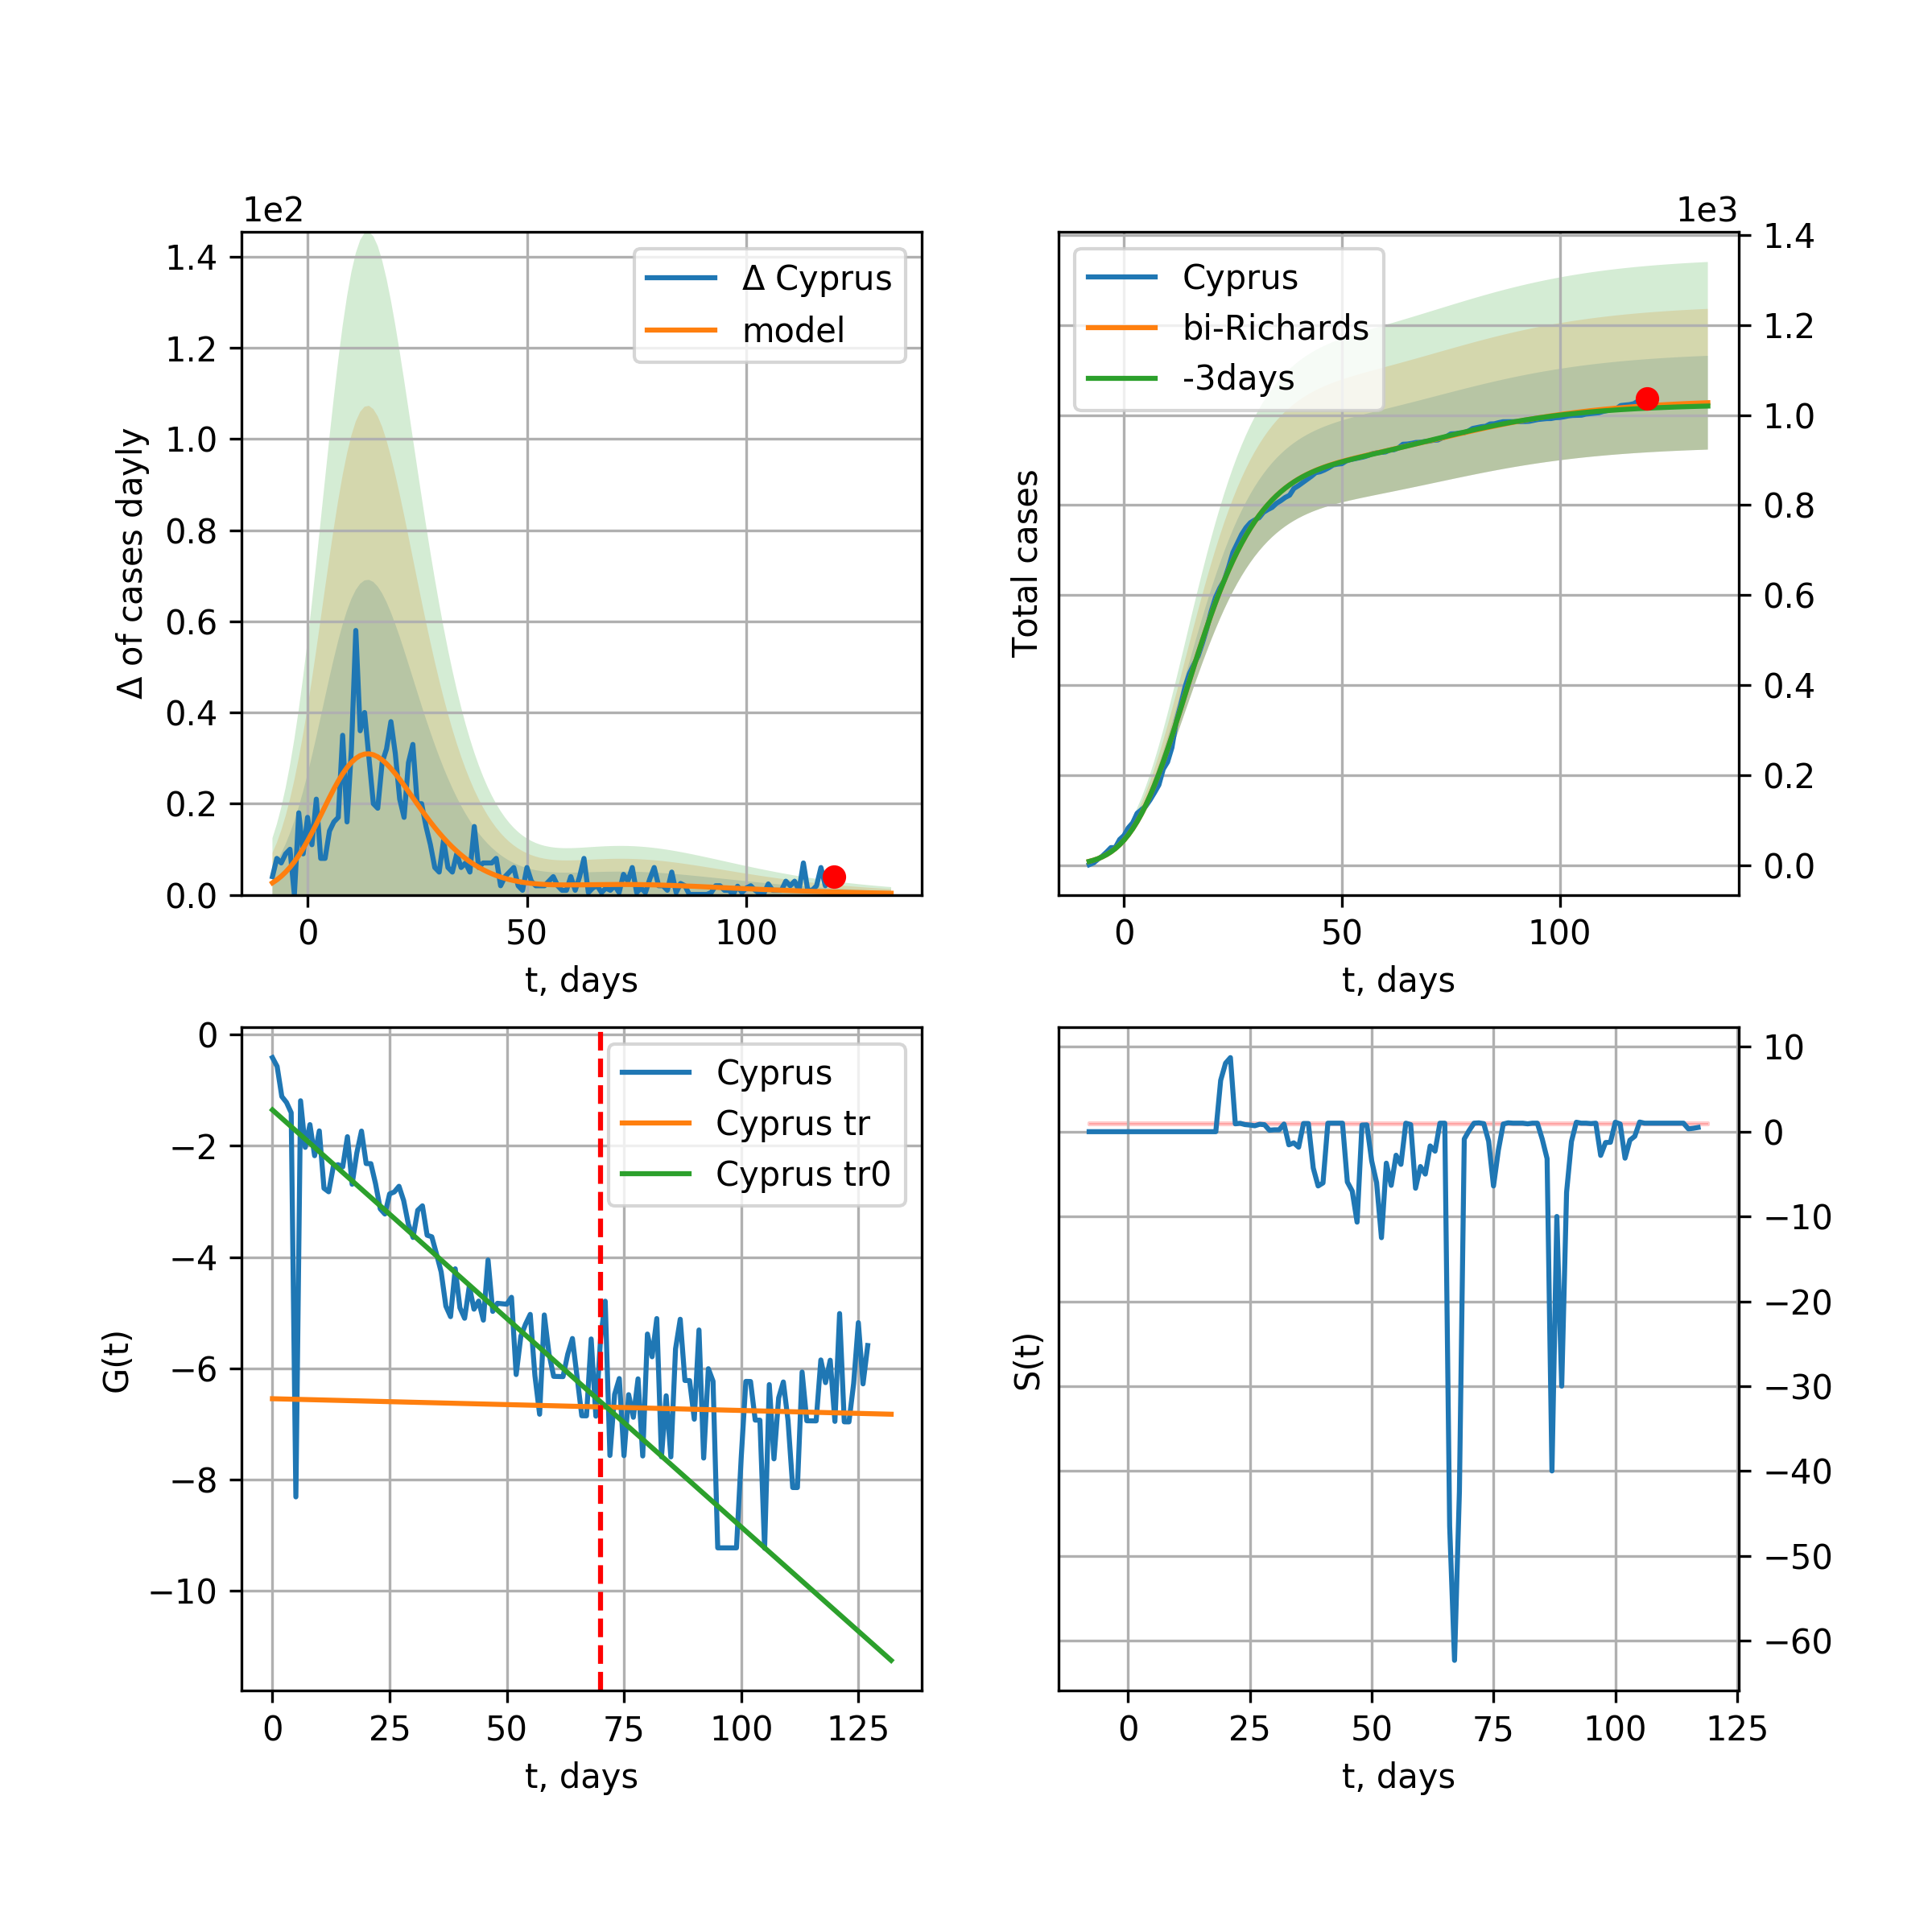 1e2
1.4
1.2
1.0
0.8
0.6
0.4
0.2
0.0
Δ of cases dayly
Δ Cyprus
model
0 50 100
t, days
1e3
1.4
1.2
1.0
0.8
0.6
0.4
0.2
0.0
Total cases
Cyprus
bi-Richards
-3days
0 50 100
t, days
0
−2
−4
−6
−8
−10
G(t)
Cyprus
Cyprus tr
Cyprus tr0
0 25 50 75 100 125
t, days
10
0
−10
−20
−30
−40
−50
−60
S(t)
0 25 50 75 100 125
t, days